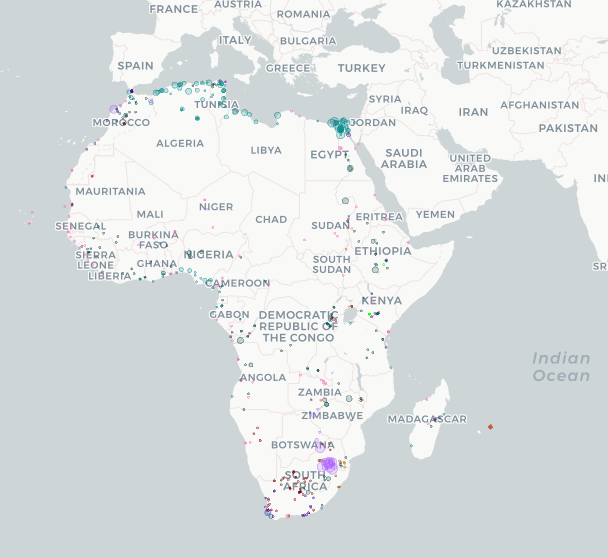 AUSTRIA
KAZAKHSTAN
FRANCE
ROMANIA
ITALY
BULGARIA
UZBEKISTAN
SPAIN
GREECE
TURKEY
TURKMENISTAN
SYRIA
AFGHANISTAN
TUNISIA
IRAQ
IRAN
MOROCCO
JORDAN
PAKISTAN
ALGERIA
LIBYA
EGYPT
SAUDI
ARABIA
UNITED
ARAB
EMIRATES
IN
MAURITANIA
NIGER
MALI
CHAD
SUDAN
ERITREA
YEMEN
SENEGAL
BURKINA
FASO
NIGERIA
ETHIOPIA
SIERRA
LEONE
GHANA
SOUTH
SUDAN
SR
LIBERIA
CAMEROON
KENYA
GABON
DEMOCRATIC
REPUBLIC OF
THE CONGO
Indian
Ocean
ANGOLA
ZAMBIA
ZIMBABWE
MADAGASCAR
BOTSWANA
SOUTH
AFRICA